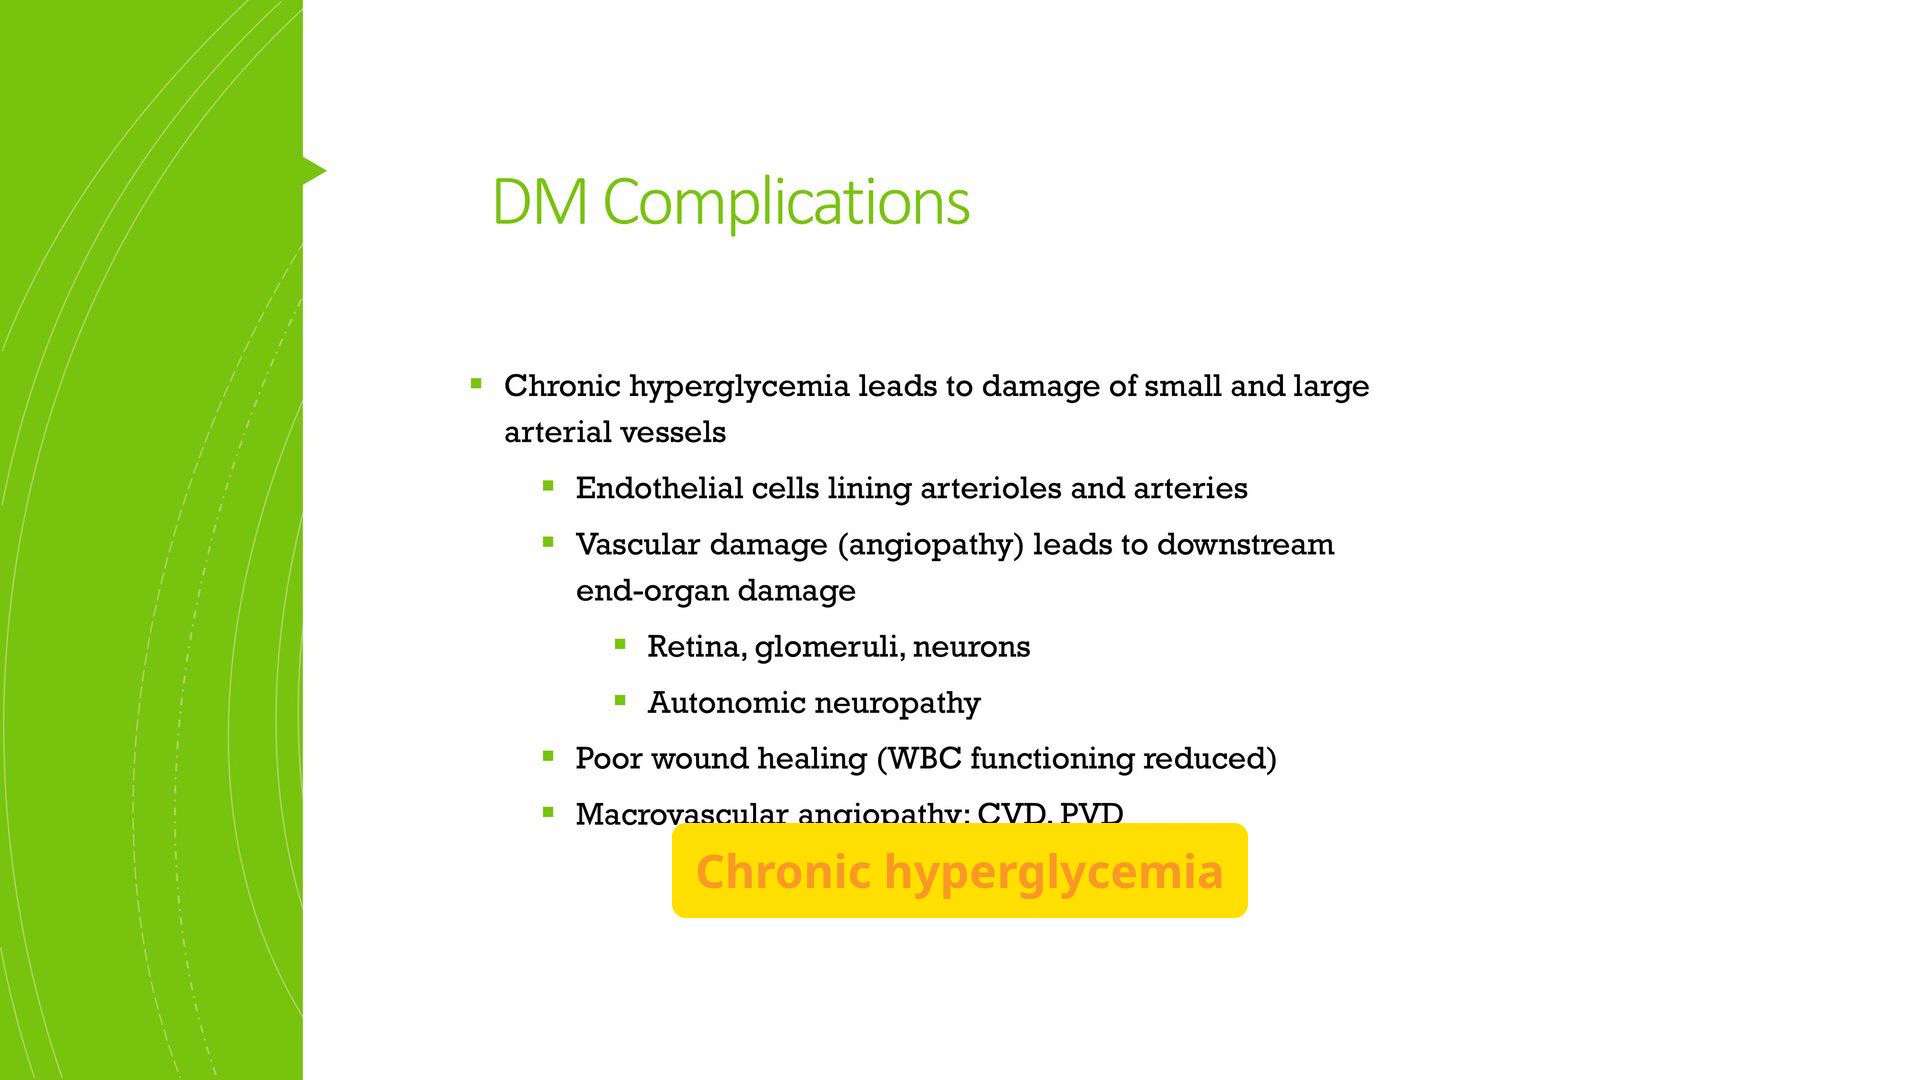 DM Complications
Chronic hyperglycemia leads to damage of small and large
arterial vessels
Endothelial cells lining arterioles and arteries
Vascular damage (angiopathy) leads to downstream
end-organ damage
Retina, glomeruli, neurons
Autonomic neuropathy
Poor wound healing (WBC functioning reduced)
Macrovascular angiopathy: CVD, PVD
Chronic hyperglycemia